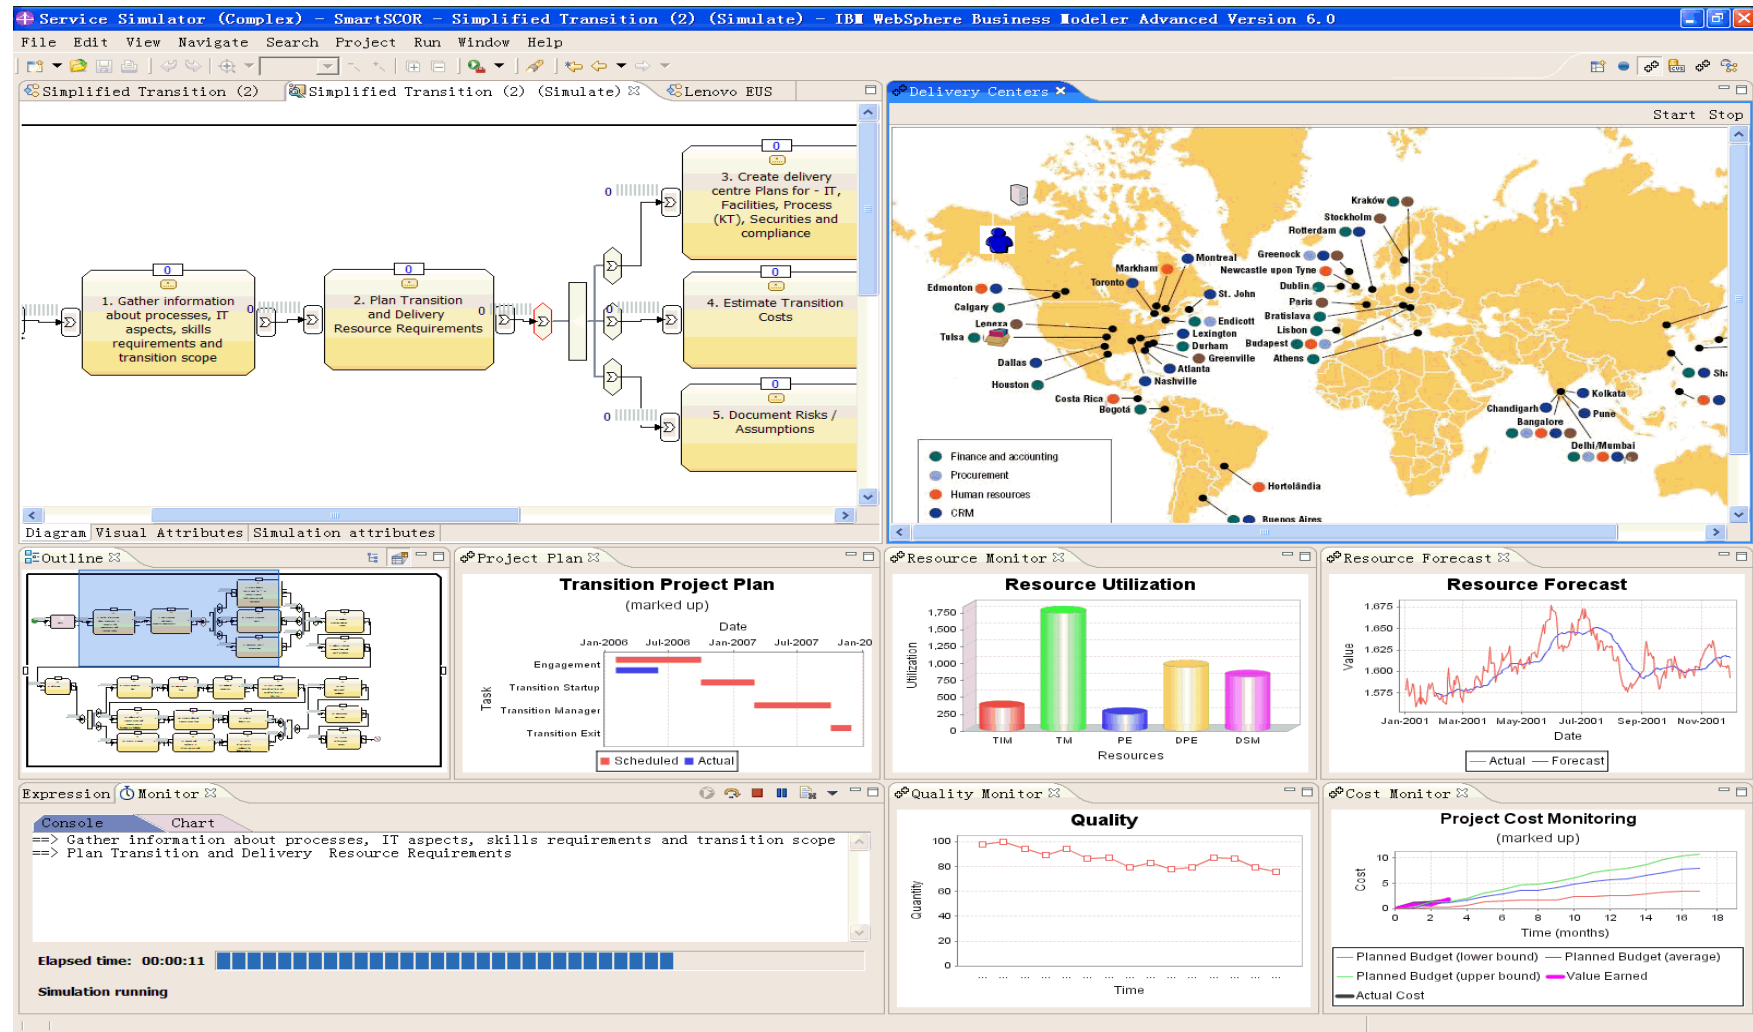 Service Simulator (Complex) - SmartSCOR - Simplified Transition (2) (Simulate) - IBM WebSphere Business Modeler Advanced Version 6.0
File Edit View Navigate Search Project Run Window Help
Simplified Transition (2)
Simplified Transition (2) (Simulate)
Lenovo EUS
0
1. Gather information
about processes, IT
aspects, skills
requirements and
transition scope
0
0
2. Plan Transition
and Delivery
Resource Requirements
0
0
0
0
0
3. Create delivery
centre Plans for - IT,
Facilities, Process
(KT), Securities and
compliance
0
4. Estimate Transition
Costs
0
5. Document Risks /
Assumptions
Diagram Visual Attributes Simulation attributes
Delivery Centers
Start Stop
Kraków
Stockholm
Rotterdam
Greenock
Newcastle upon Tyne
Dublin
Paris
Bratislava
Lisbon
Budapest
Athens
Montreal
Markham
Toronto
St. John
Edmonton
Calgary
Endicott
Lenexa
Lexington
Tulsa
Durham
Greenville
Dallas
Atlanta
Houston
Nashville
Costa Rica
Bogotá
Kolkata
Chandigarh
Pune
Bangalore
Delhi/Mumbai
Hortolândia
Buenos Aires
Finance and accounting
Procurement
Human resources
CRM
Outline
Project Plan
Transition Project Plan
(marked up)
Date
Jan-2006 Jul-2006 Jan-2007 Jul-2007 Jan-20
Task
Engagement
Transition Startup
Transition Manager
Transition Exit
Scheduled Actual
Resource Monitor
Resource Utilization
Utilization
1,750
1,500
1,250
1,000
750
500
250
0
TIM TM PE DPE DSM
Resources
Resource Forecast
Resource Forecast
Value
1.675
1.650
1.625
1.600
1.575
Jan-2001 Mar-2001 May-2001 Jul-2001 Sep-2001 Nov-2001
Date
Actual Forecast
Expression Monitor
Console Chart
==> Gather information about processes, IT aspects, skills requirements and transition scope
==> Plan Transition and Delivery Resource Requirements
Elapsed time: 00:00:11
Simulation running
Quality Monitor
Quality
Quantity
100
80
60
40
20
0
... ... ... ... ... ... ... ... ... ... ... ... ... ... ...
Time
Cost Monitor
Project Cost Monitoring
(marked up)
Cost
10
5
0
0 2 4 6 8 10 12 14 16 18
Time (months)
Planned Budget (lower bound) Planned Budget (average)
Planned Budget (upper bound) Value Earned
Actual Cost